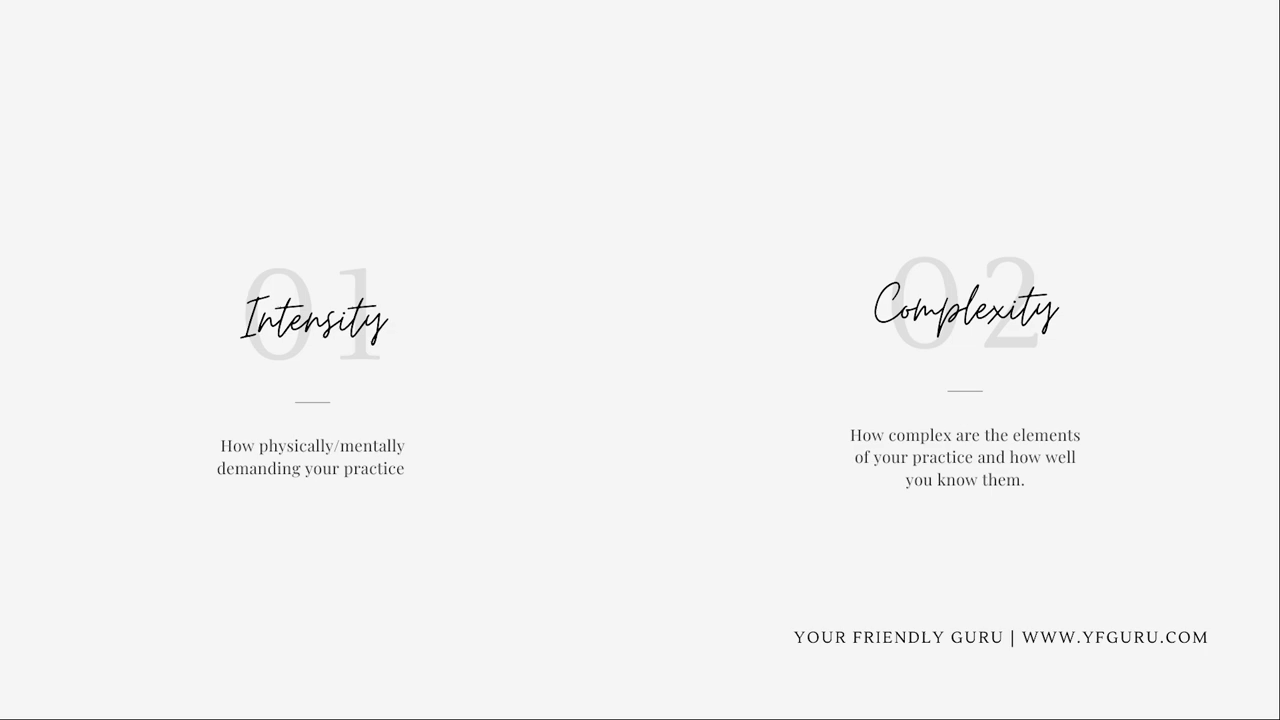 01
Intensity
How physically/mentally
demanding your practice
02
Complexity
How complex are the elements
of your practice and how well
you know them.
YOUR FRIENDLY GURU | WWW.YFGURU.COM